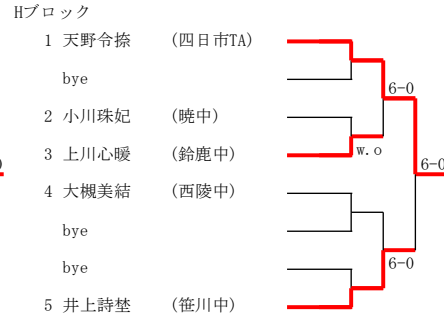 Hブロック
1 天野令捺 (四日市TA)
bye
6-0
2 小川珠妃 (暁中)
w.o
3 上川心暖 (鈴鹿中)
6-0
4 大槻美結 (西陵中)
bye
6-0
bye
5 井上詩埜 (笹川中)